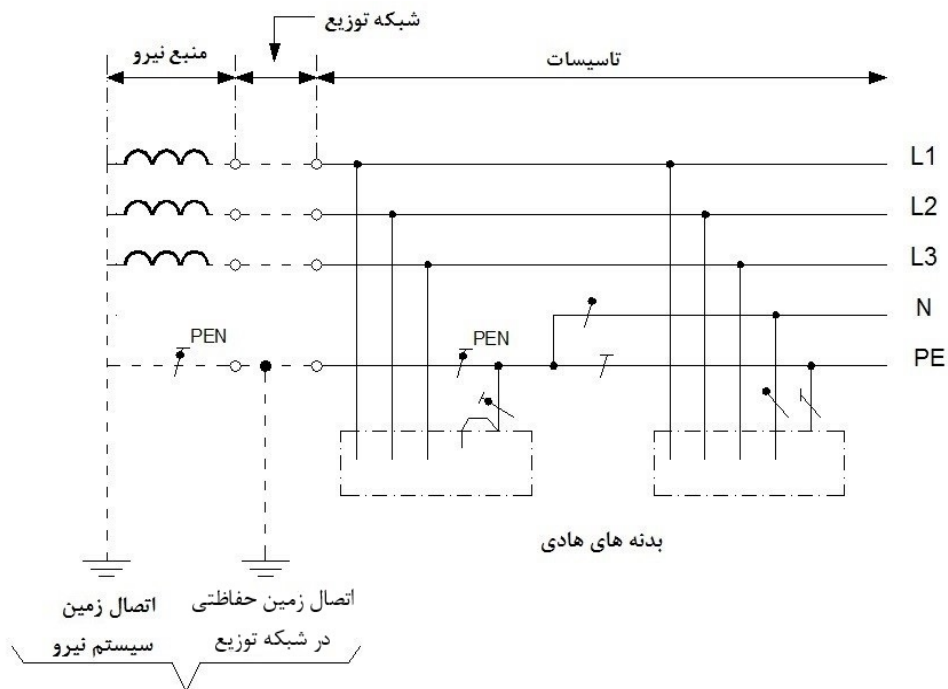 شبکه توزیع
منبع نیرو
تاسیسات
L1
L2
L3
N
PEN
PEN
PE
بدنه های هادی
اتصال زمین حفاظتی
در شبکه توزیع
اتصال زمین
سیستم نیرو